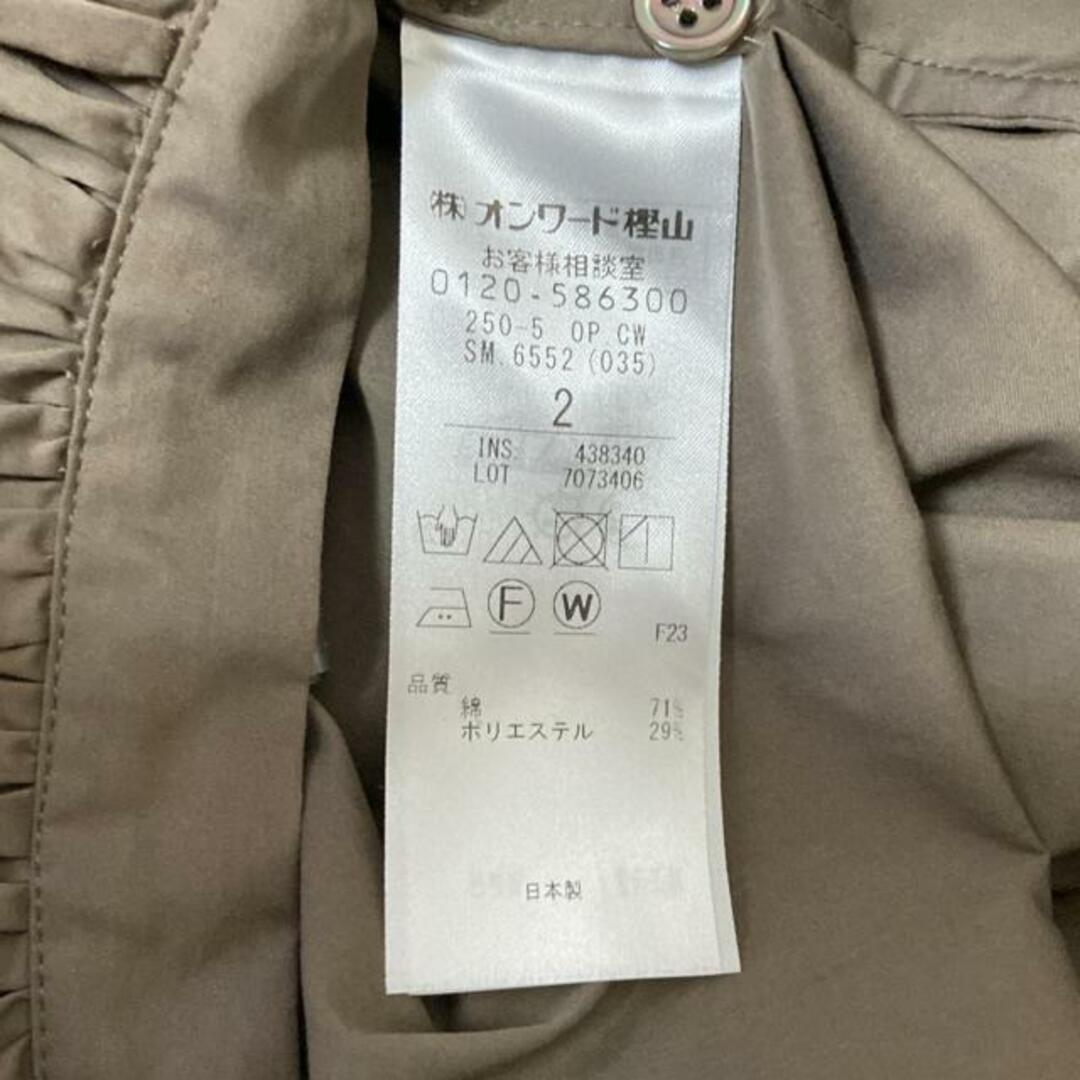 (株)オンワード樫山
お客様相談室
0120-586300
250-5 OP CW
SM.6552(035)
2
INS. 438340
LOT 7073406
F
W
F23
品質
綿 71%
ポリエステル 29%
日本製